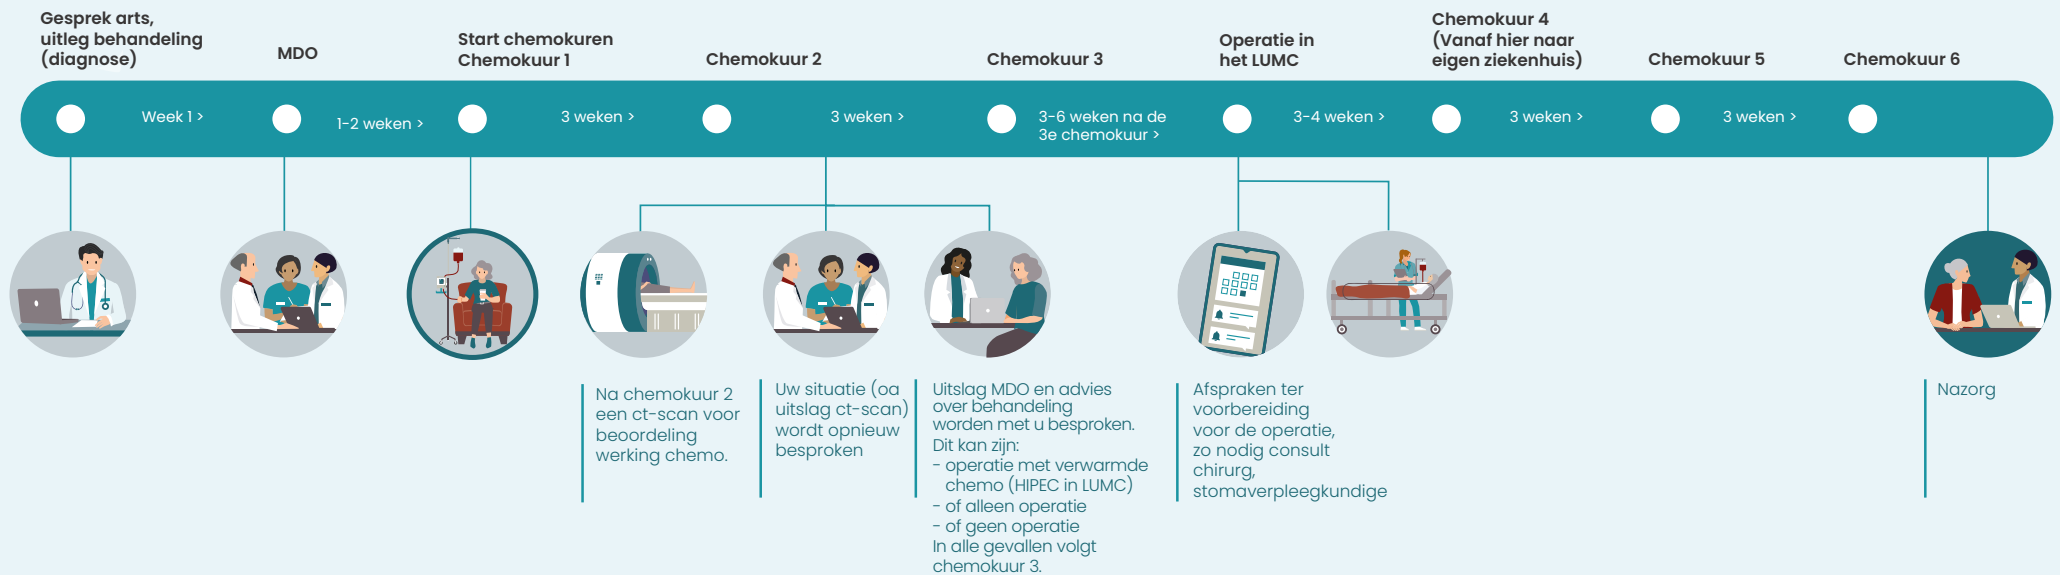 Gesprek arts,
uitleg behandeling
(diagnose)
MDO
Start chemokuren
Chemokuur 1
Chemokuur 2
Chemokuur 3
Operatie in
het LUMC
Chemokuur 4
(Vanaf hier naar
eigen ziekenhuis)
Chemokuur 5
Chemokuur 6
Week 1 >
1-2 weken >
3 weken >
3 weken >
3-6 weken na de
3e chemokuur >
3-4 weken >
3 weken >
3 weken >
Na chemokuur 2
een ct-scan voor
beoordeling
werking chemo.
Uw situatie (oa
uitslag ct-scan)
wordt opnieuw
besproken
Uitslag MDO en advies
over behandeling
worden met u besproken.
Dit kan zijn:
- operatie met verwarmde
chemo (HIPEC in LUMC)
- of alleen operatie
- of geen operatie
In alle gevallen volgt
chemokuur 3.
Afspraken ter
voorbereiding
voor de operatie,
zo nodig consult
chirurg,
stomaverpleegkundige
Nazorg